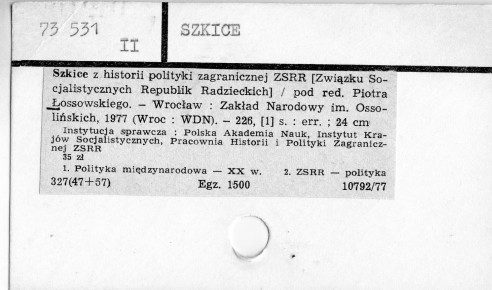 73 531
II
SZKICE
Szkice z historii polityki zagranicznej ZSRR [Związku So-
cjalistycznych Republik Radzieckich] / pod red. Piotra
Łossowskiego. — Wrocław : Zakład Narodowy im. Osso-
lińskich, 1977 (Wroc : WDN). — 226, [1] s. : err. ; 24 cm
Instytucja sprawcza : Polska Akademia Nauk, Instytut Kra-
jów Socjalistycznych, Pracownia Historii i Polityki Zagranicz-
nej ZSRR
35 zł
1. Polityka międzynarodowa — XX w. 2. ZSRR — polityka
327(47+57) Egz. 1500 10792/77